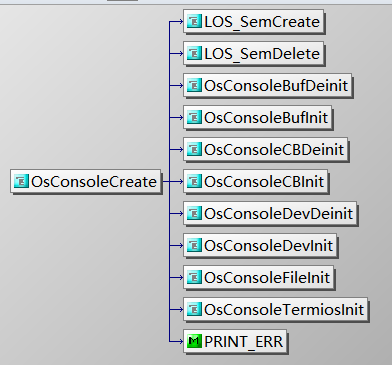 LOS_SemCreate
LOS_SemDelete
OsConsoleBufDeinit
OsConsoleBufInit
OsConsoleCBDeinit
OsConsoleCreate
OsConsoleCBInit
OsConsoleDevDeinit
OsConsoleDevInit
OsConsoleFileInit
OsConsoleTermiosInit
PRINT_ERR